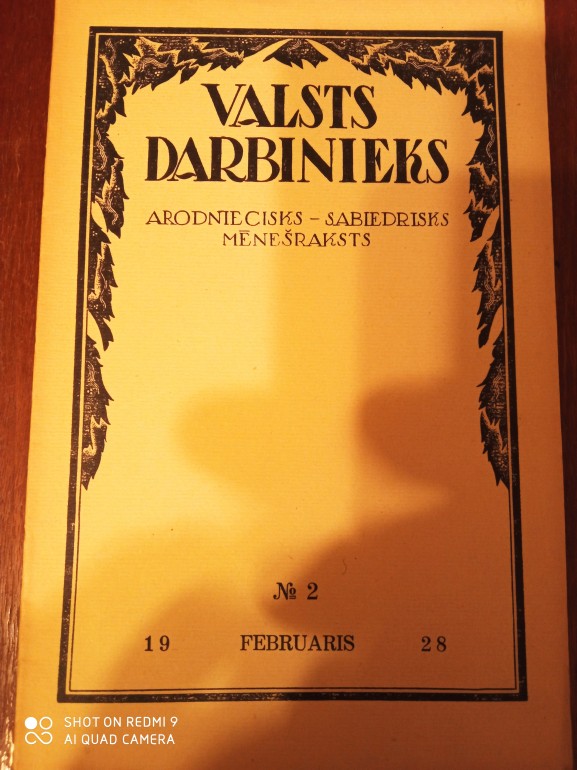 VALSTS
DARBINIEKS
ARODNIECISKS – SABIEDRISKS
MĒNEŠRAKSTS
№ 2
19 FEBRUARIS 28
SHOT ON REDMI 9
AI QUAD CAMERA